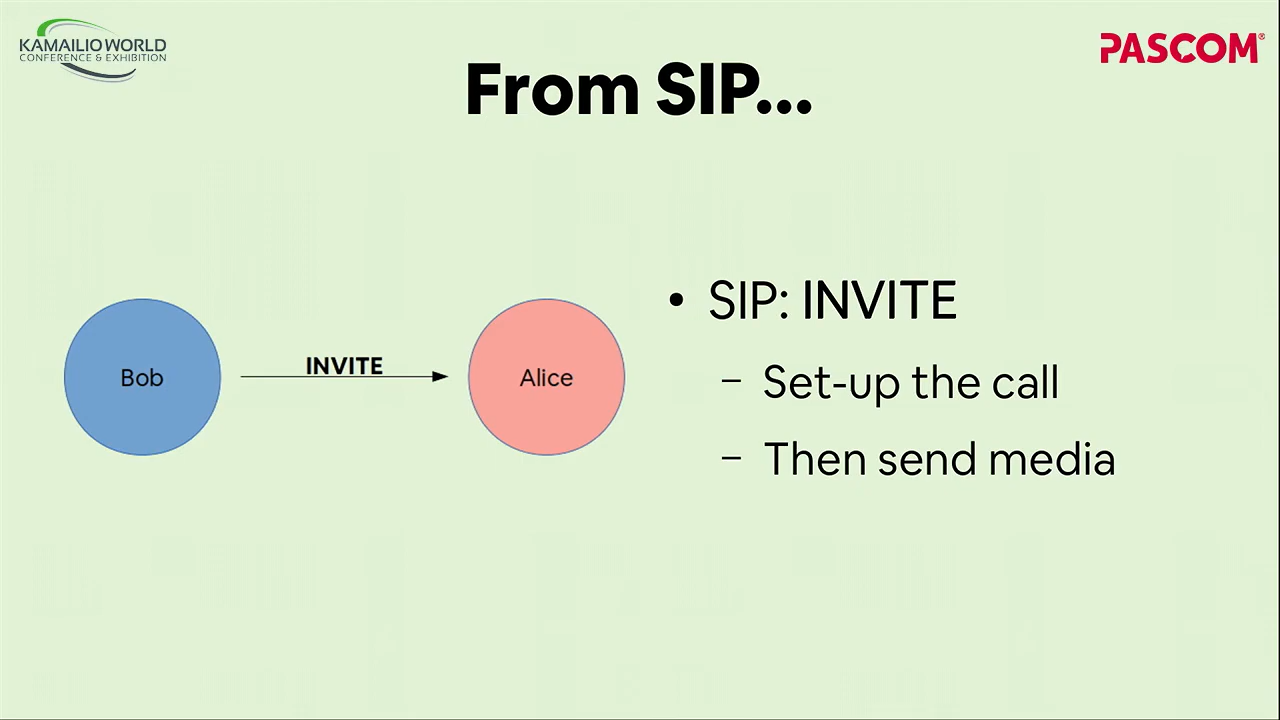 KAMAILIO WORLD
CONFERENCE & EXHIBITION
PASCOM®
From SIP...
Bob
INVITE
Alice
• SIP: INVITE
– Set-up the call
– Then send media